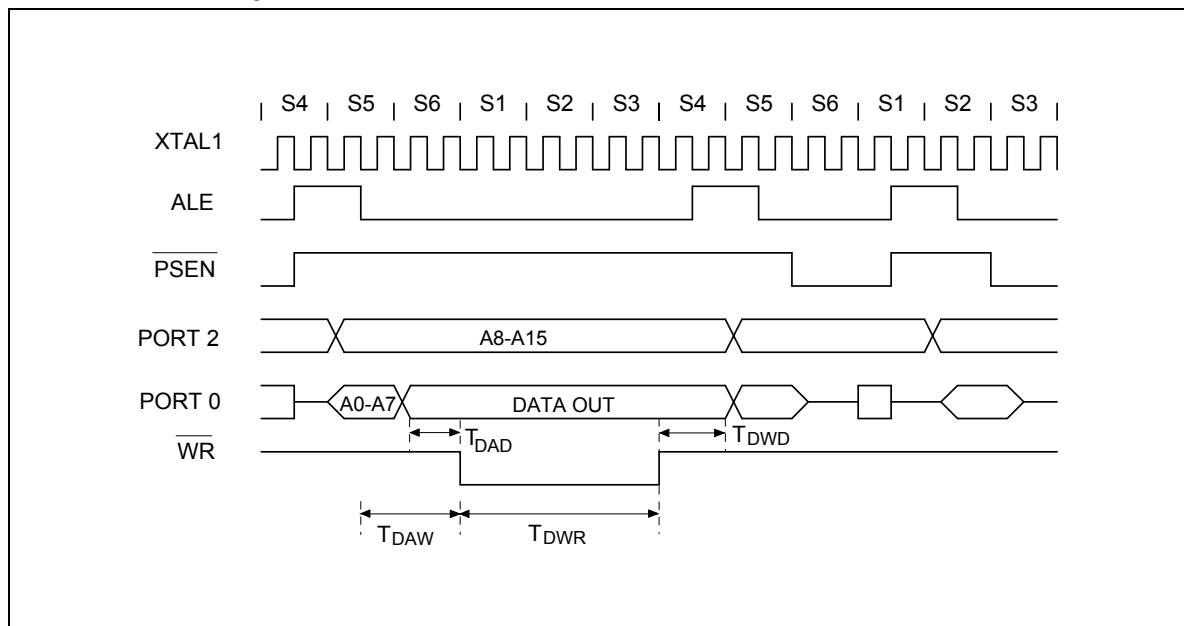 S4 S5 S6 S1 S2 S3 S4 S5 S6 S1 S2 S3
XTAL1
ALE
PSEN
PORT 2 A8-A15
PORT 0 A0-A7 DATA OUT
TDAD TDWD
WR
TDAW TDWR